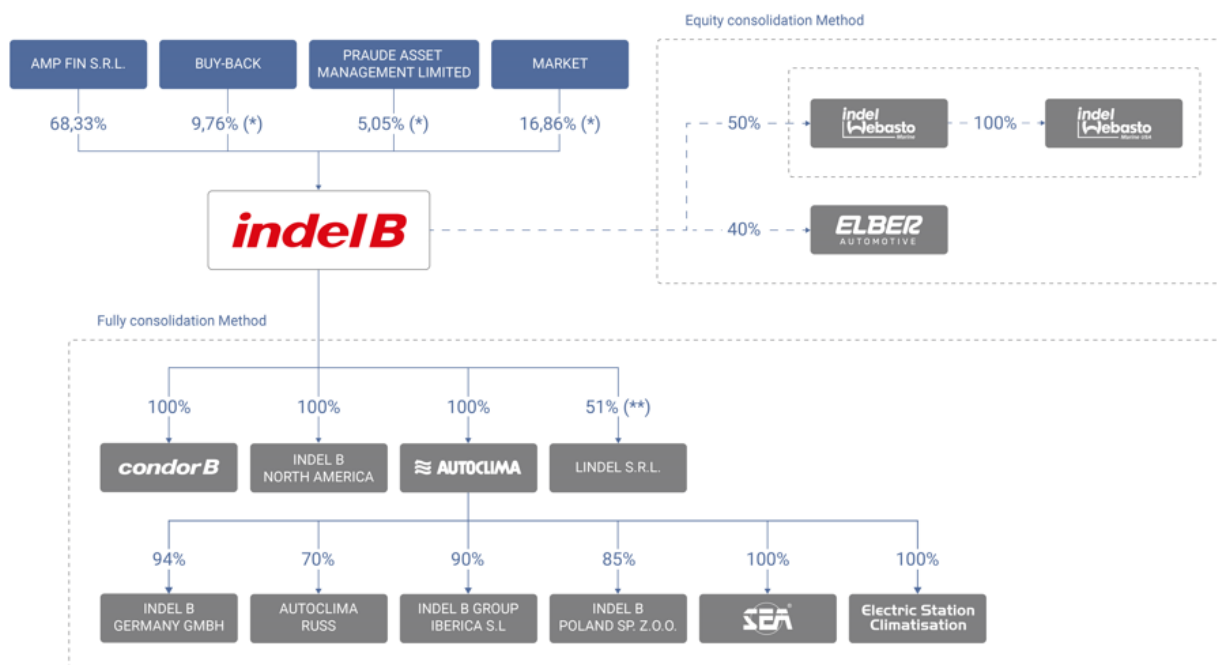 Equity consolidation Method
AMP FIN S.R.L.
BUY-BACK
PRAUDE ASSET
MANAGEMENT LIMITED
MARKET
68,33%
9,76% (*)
5,05% (*)
16,86% (*)
50%
indel
Webasto
Marine
100%
indel
Webasto
Marine USA
indel B
40%
ELBER
AUTOMOTIVE
Fully consolidation Method
100%
100%
100%
51% (**)
condor B
INDEL B
NORTH AMERICA
AUTOCLIMA
LINDEL S.R.L.
94%
70%
90%
85%
100%
100%
INDEL B
GERMANY GMBH
AUTOCLIMA
RUSS
INDEL B GROUP
IBERICA S.L
INDEL B
POLAND SP. Z.O.O.
SEA®
Electric Station
Climatisation